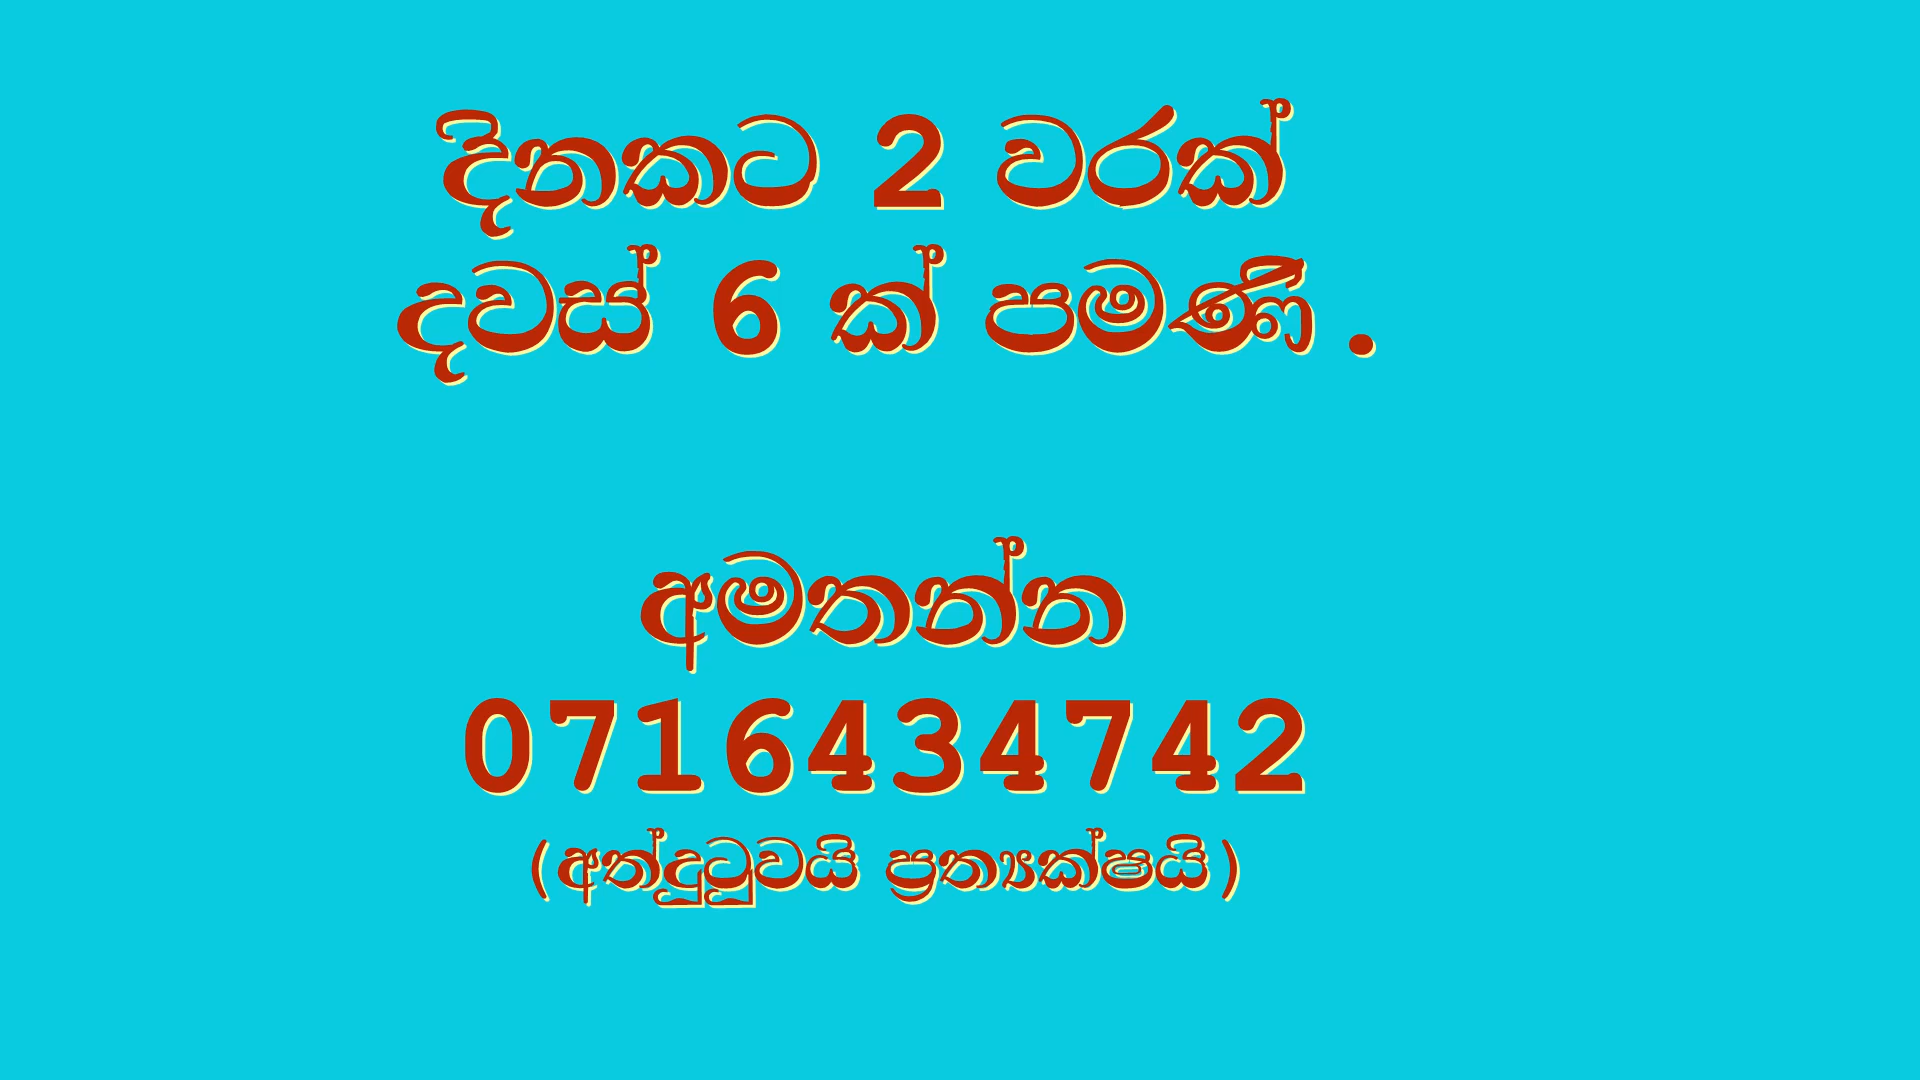 දිනකට 2 වරක්
දවස් 6 ක් පමණි.
අමතන්න
0716434742
(අත්දුටුවයි ප්‍රත්‍යක්ෂයි)